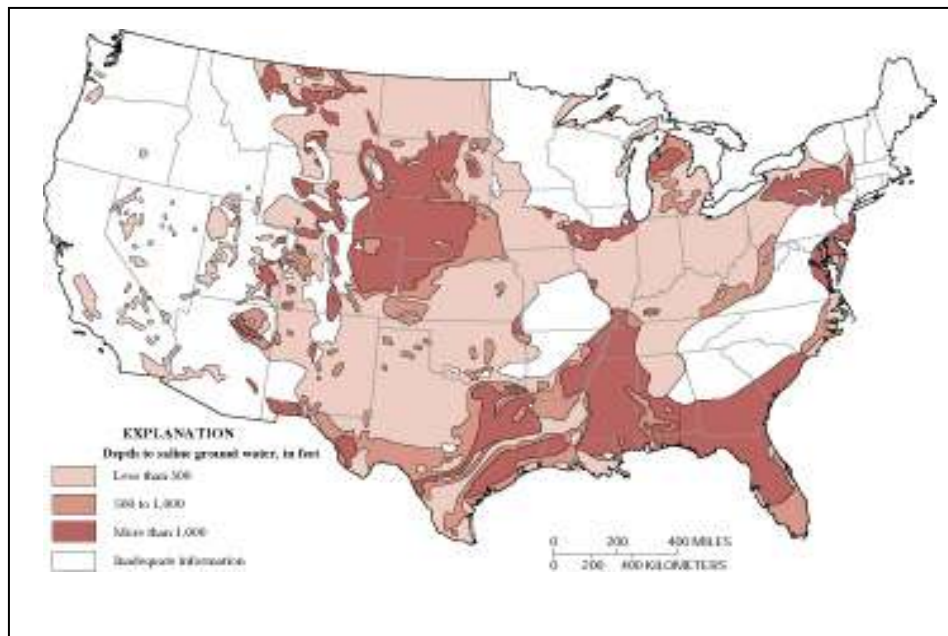 EXPLANATION
Depth to saline ground water, in feet
Less than 500
500 to 1,000
More than 1,000
Inadequate information
0 200 400 MILES
0 200 400 KILOMETERS